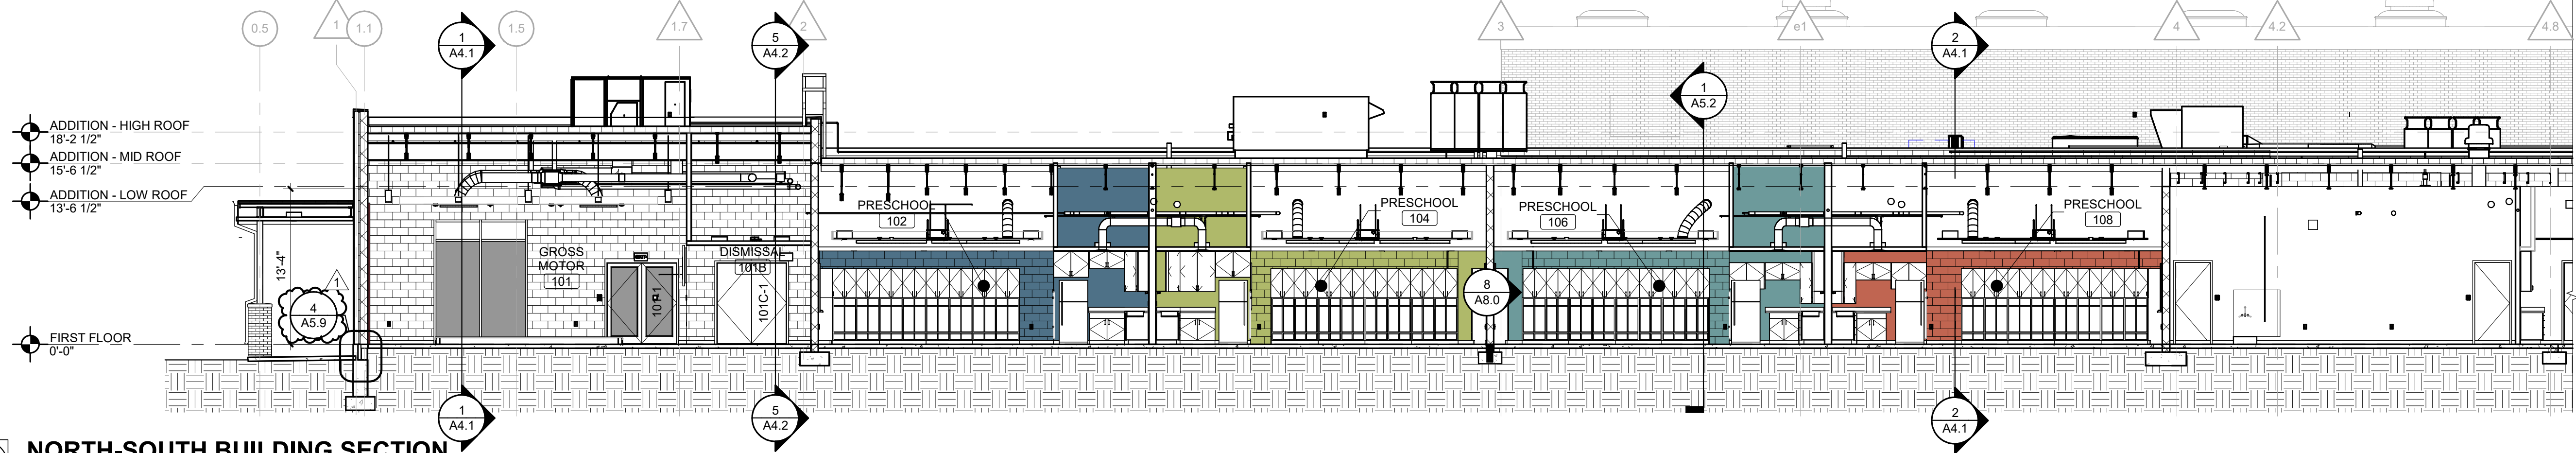 0.5
1
1.1
1
A4.1
1.5
1.7
5
A4.2
2
3
e1
2
A4.1
4
4.2
4.8
1
A5.2
ADDITION - HIGH ROOF
18'-2 1/2"
ADDITION - MID ROOF
15'-6 1/2"
ADDITION - LOW ROOF
13'-6 1/2"
PRESCHOOL
102
PRESCHOOL
104
PRESCHOOL
106
PRESCHOOL
108
13'-4"
GROSS
MOTOR
101
DISMISSAL
101B
EXIT
101C-1
1
4
A5.9
8
A8.0
FIRST FLOOR
0'-0"
1
A4.1
5
A4.2
2
A4.1
NORTH-SOUTH BUILDING SECTION